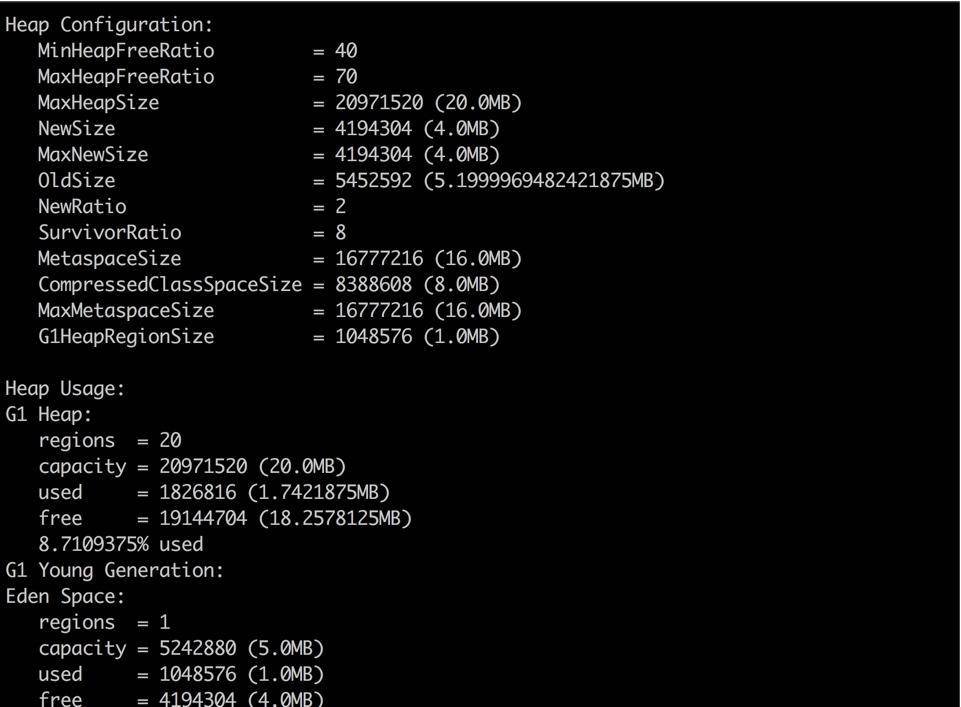 Heap Configuration:
   MinHeapFreeRatio         = 40
   MaxHeapFreeRatio         = 70
   MaxHeapSize              = 20971520 (20.0MB)
   NewSize                  = 4194304 (4.0MB)
   MaxNewSize               = 4194304 (4.0MB)
   OldSize                  = 5452592 (5.1999969482421875MB)
   NewRatio                 = 2
   SurvivorRatio            = 8
   MetaspaceSize            = 16777216 (16.0MB)
   CompressedClassSpaceSize = 8388608 (8.0MB)
   MaxMetaspaceSize         = 16777216 (16.0MB)
   G1HeapRegionSize         = 1048576 (1.0MB)

Heap Usage:
G1 Heap:
   regions  = 20
   capacity = 20971520 (20.0MB)
   used     = 1826816 (1.7421875MB)
   free     = 19144704 (18.2578125MB)
   8.7109375% used
G1 Young Generation:
Eden Space:
   regions  = 1
   capacity = 5242880 (5.0MB)
   used     = 1048576 (1.0MB)
   free     = 4194304 (4.0MB)